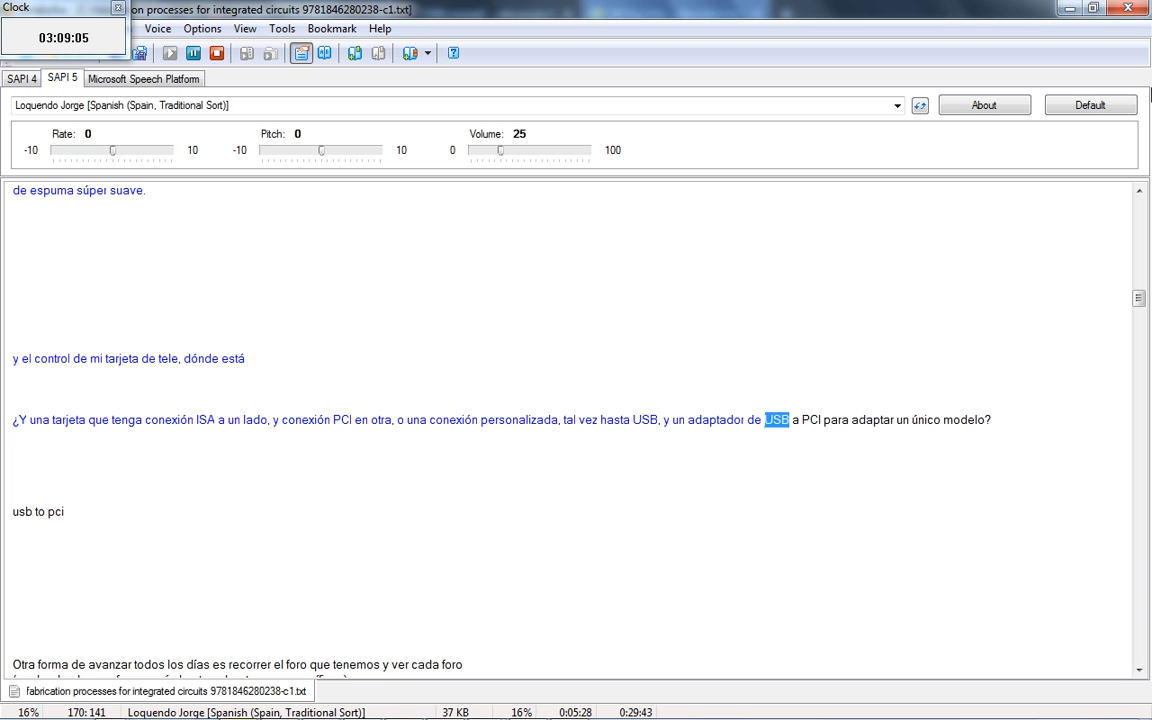 Clock
on processes for integrated circuits 9781846280238-c1.txt]
03:09:05
Voice Options View Tools Bookmark Help
SAPI 4 SAPI 5 Microsoft Speech Platform
Loquendo Jorge [Spanish (Spain, Traditional Sort)] About Default
Rate: 0 Pitch: 0 Volume: 25
-10 10 -10 10 0 100
de espuma súper suave.
y el control de mi tarjeta de tele, dónde está
¿Y una tarjeta que tenga conexión ISA a un lado, y conexión PCI en otra, o una conexión personalizada, tal vez hasta USB, y un adaptador de USB a PCI para adaptar un único modelo?
usb to pci
Otra forma de avanzar todos los días es recorrer el foro que tenemos y ver cada foro
fabrication processes for integrated circuits 9781846280238-c1.txt
16% 170: 141 Loquendo Jorge [Spanish (Spain, Traditional Sort)] 37 KB 16% 0:05:28 0:29:43